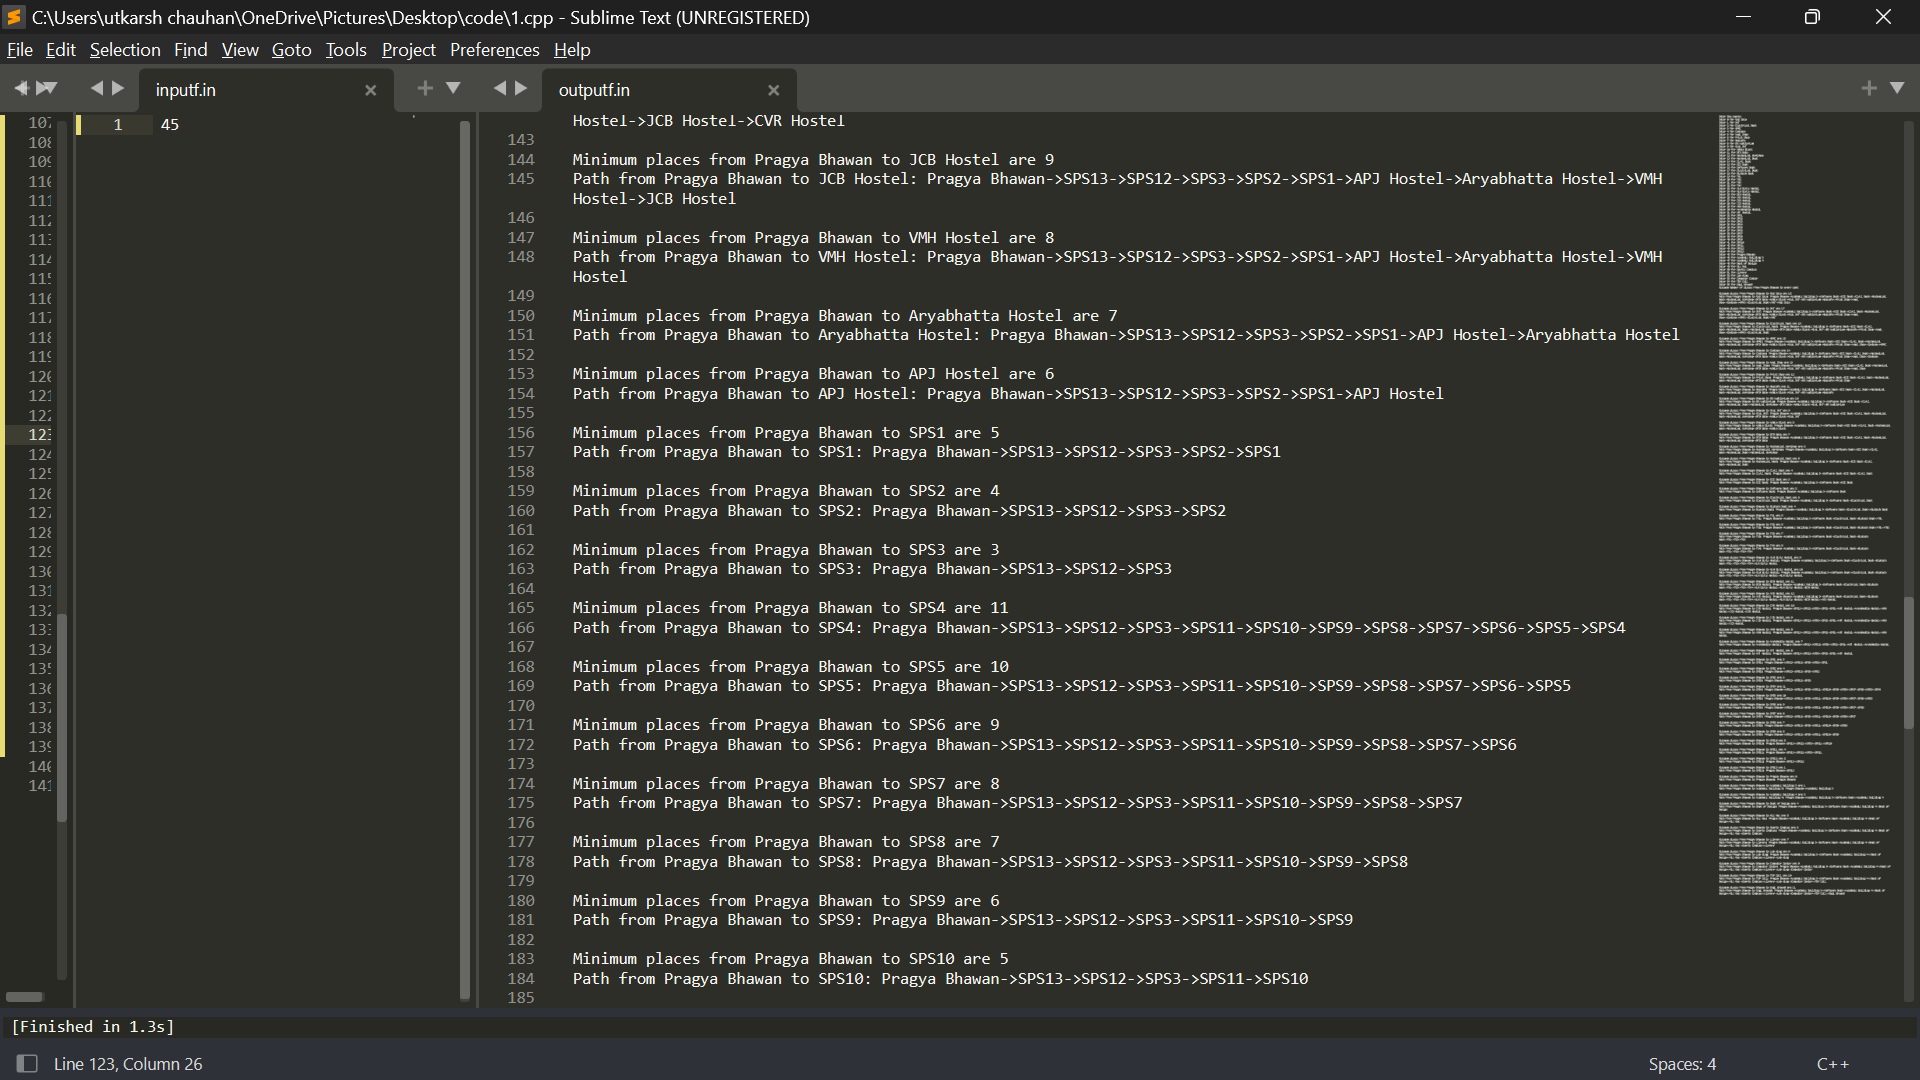 C:\Users\utkarsh chauhan\OneDrive\Pictures\Desktop\code\1.cpp - Sublime Text (UNREGISTERED)
File Edit Selection Find View Goto Tools Project Preferences Help
inputf.in
outputf.in
1 45
Hostel->JCB Hostel->CVR Hostel
143
144 Minimum places from Pragya Bhawan to JCB Hostel are 9
145 Path from Pragya Bhawan to JCB Hostel: Pragya Bhawan->SPS13->SPS12->SPS3->SPS2->SPS1->APJ Hostel->Aryabhatta Hostel->VMH
Hostel->JCB Hostel
146
147 Minimum places from Pragya Bhawan to VMH Hostel are 8
148 Path from Pragya Bhawan to VMH Hostel: Pragya Bhawan->SPS13->SPS12->SPS3->SPS2->SPS1->APJ Hostel->Aryabhatta Hostel->VMH
Hostel
149
150 Minimum places from Pragya Bhawan to Aryabhatta Hostel are 7
151 Path from Pragya Bhawan to Aryabhatta Hostel: Pragya Bhawan->SPS13->SPS12->SPS3->SPS2->SPS1->APJ Hostel->Aryabhatta Hostel
152
153 Minimum places from Pragya Bhawan to APJ Hostel are 6
154 Path from Pragya Bhawan to APJ Hostel: Pragya Bhawan->SPS13->SPS12->SPS3->SPS2->SPS1->APJ Hostel
155
156 Minimum places from Pragya Bhawan to SPS1 are 5
157 Path from Pragya Bhawan to SPS1: Pragya Bhawan->SPS13->SPS12->SPS3->SPS2->SPS1
158
159 Minimum places from Pragya Bhawan to SPS2 are 4
160 Path from Pragya Bhawan to SPS2: Pragya Bhawan->SPS13->SPS12->SPS3->SPS2
161
162 Minimum places from Pragya Bhawan to SPS3 are 3
163 Path from Pragya Bhawan to SPS3: Pragya Bhawan->SPS13->SPS12->SPS3
164
165 Minimum places from Pragya Bhawan to SPS4 are 11
166 Path from Pragya Bhawan to SPS4: Pragya Bhawan->SPS13->SPS12->SPS3->SPS11->SPS10->SPS9->SPS8->SPS7->SPS6->SPS5->SPS4
167
168 Minimum places from Pragya Bhawan to SPS5 are 10
169 Path from Pragya Bhawan to SPS5: Pragya Bhawan->SPS13->SPS12->SPS3->SPS11->SPS10->SPS9->SPS8->SPS7->SPS6->SPS5
170
171 Minimum places from Pragya Bhawan to SPS6 are 9
172 Path from Pragya Bhawan to SPS6: Pragya Bhawan->SPS13->SPS12->SPS3->SPS11->SPS10->SPS9->SPS8->SPS7->SPS6
173
174 Minimum places from Pragya Bhawan to SPS7 are 8
175 Path from Pragya Bhawan to SPS7: Pragya Bhawan->SPS13->SPS12->SPS3->SPS11->SPS10->SPS9->SPS8->SPS7
176
177 Minimum places from Pragya Bhawan to SPS8 are 7
178 Path from Pragya Bhawan to SPS8: Pragya Bhawan->SPS13->SPS12->SPS3->SPS11->SPS10->SPS9->SPS8
179
180 Minimum places from Pragya Bhawan to SPS9 are 6
181 Path from Pragya Bhawan to SPS9: Pragya Bhawan->SPS13->SPS12->SPS3->SPS11->SPS10->SPS9
182
183 Minimum places from Pragya Bhawan to SPS10 are 5
184 Path from Pragya Bhawan to SPS10: Pragya Bhawan->SPS13->SPS12->SPS3->SPS11->SPS10
185
[Finished in 1.3s]
Line 123, Column 26
Spaces: 4
C++